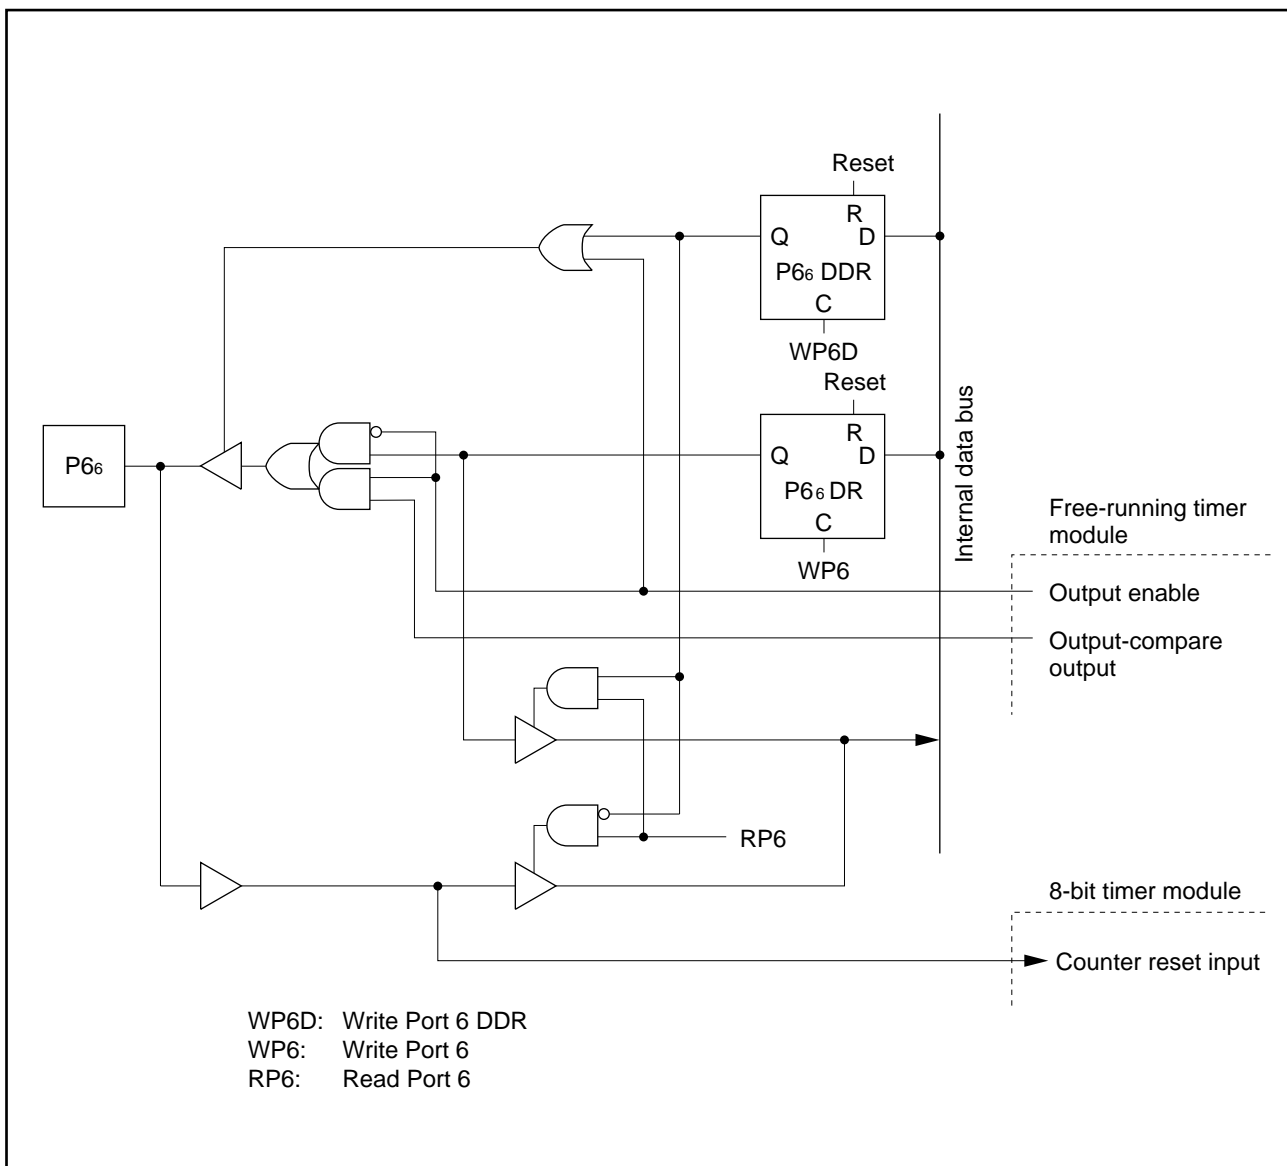 Reset
R
Q
D
P6₆ DDR
C
WP6D
Reset
R
Q
D
P6₆ DR
C
WP6
P6₆
Internal data bus
Free-running timer
module
Output enable
Output-compare
output
RP6
8-bit timer module
Counter reset input
WP6D: Write Port 6 DDR
WP6: Write Port 6
RP6: Read Port 6